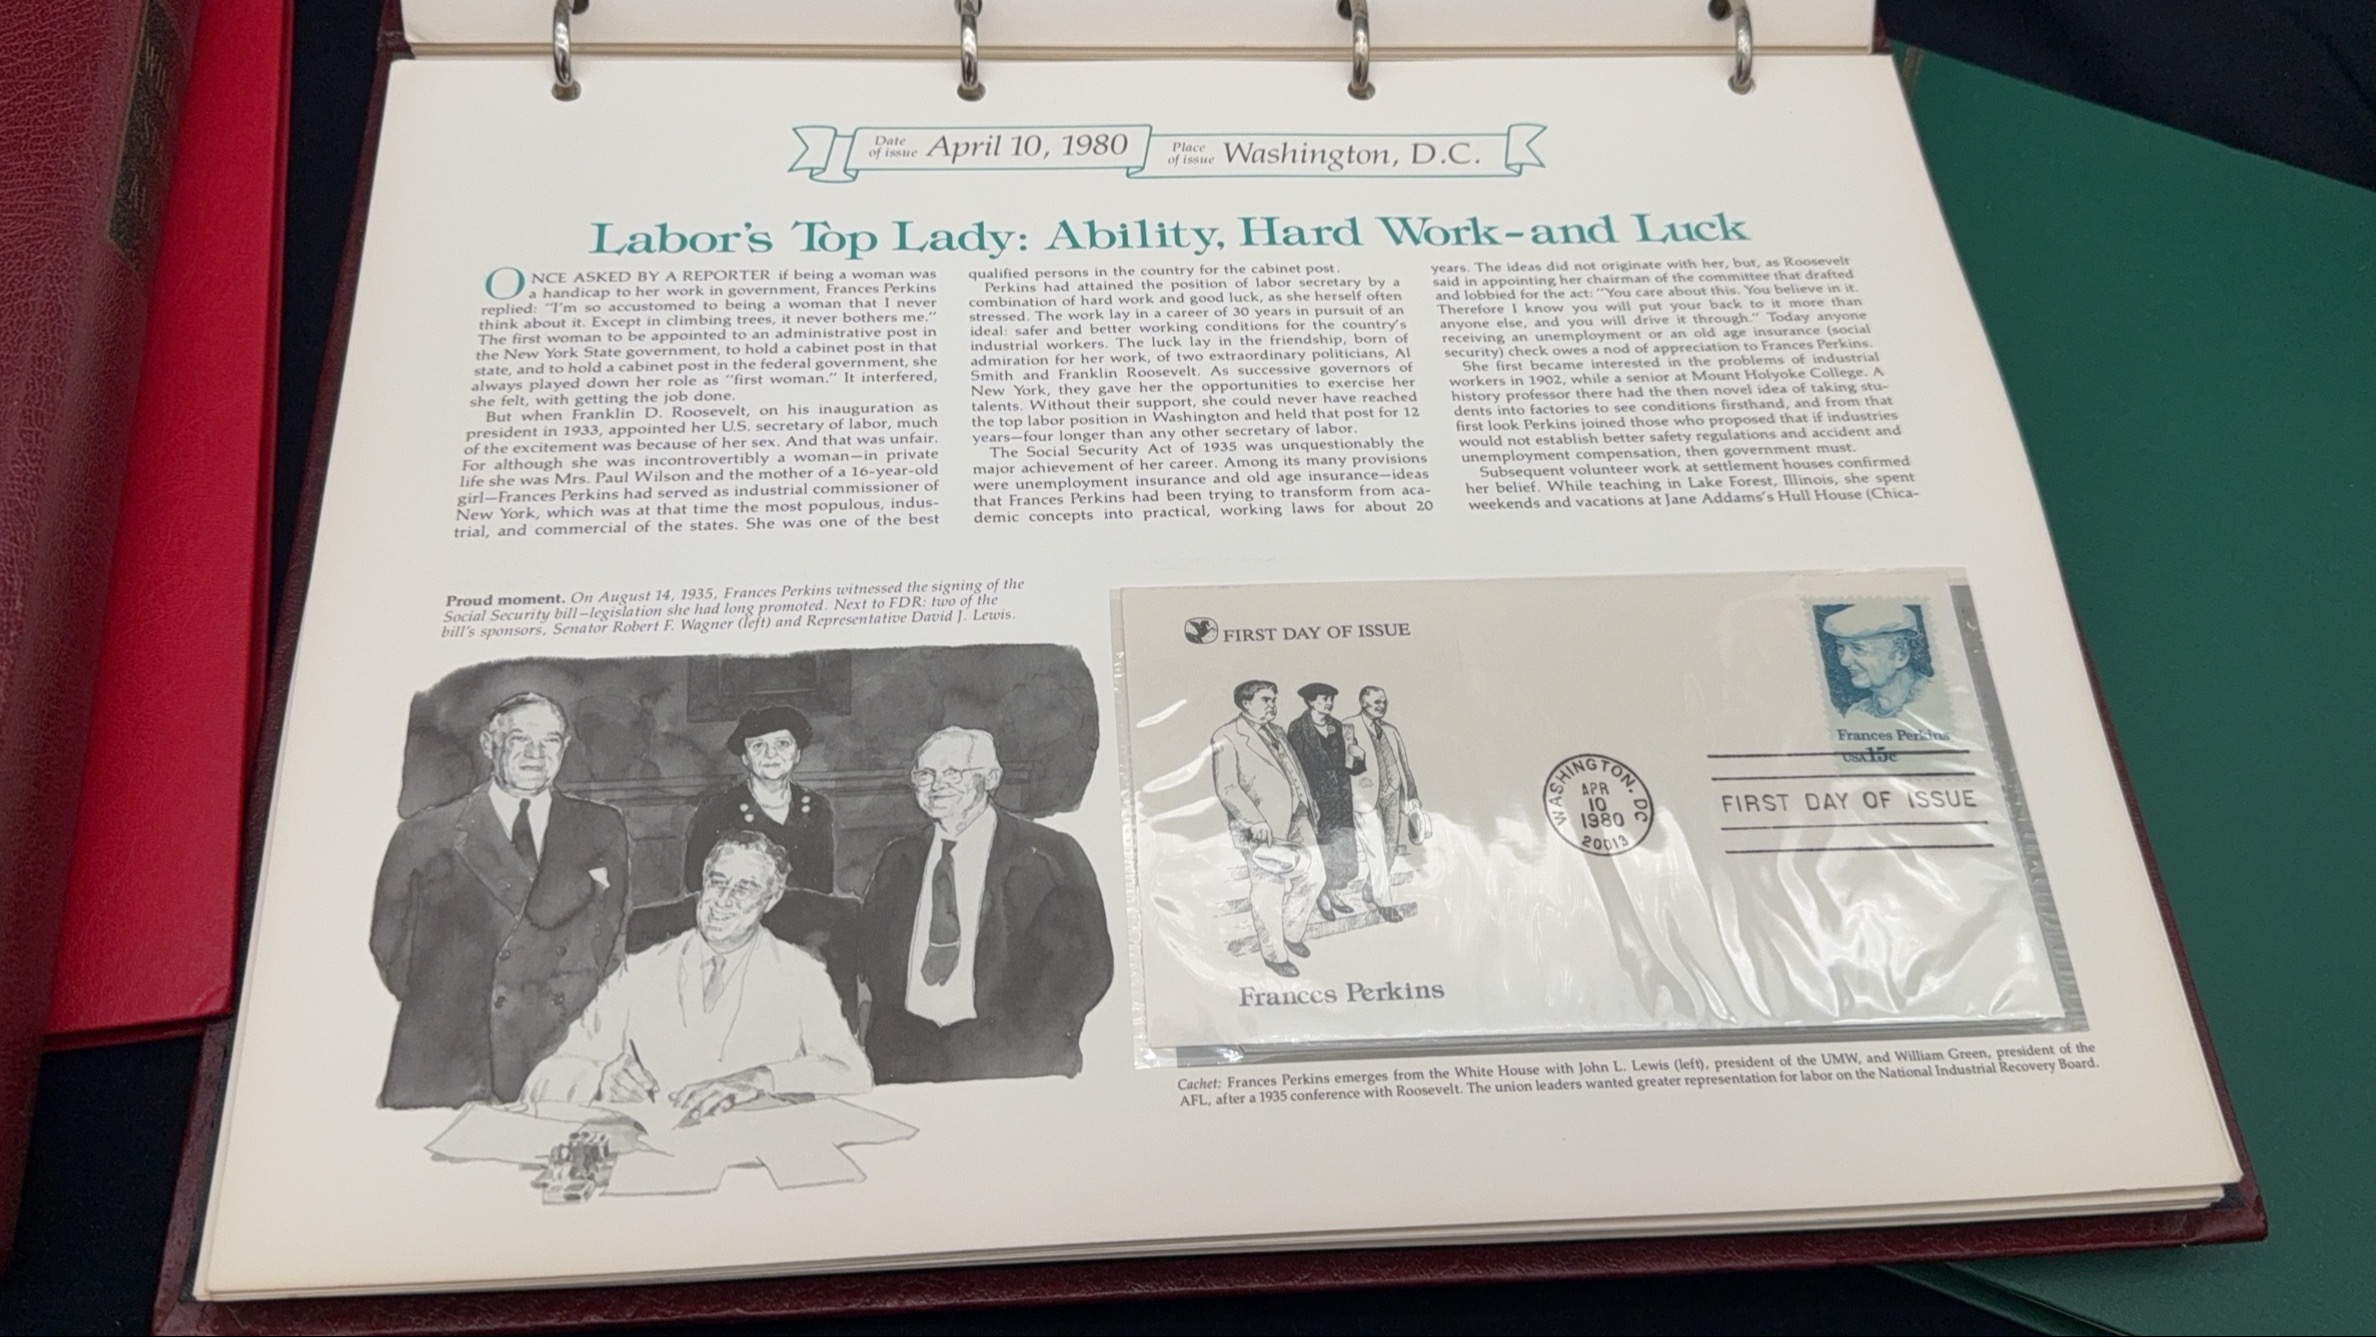 Date of issue April 10, 1980 Place of issue Washington, D.C.
Labor's Top Lady: Ability, Hard Work–and Luck
ONCE ASKED BY A REPORTER if being a woman was
a handicap to her work in government, Frances Perkins
replied: "I'm so accustomed to being a woman that I never
think about it. Except in climbing trees, it never bothers me."
The first woman to be appointed to an administrative post in
the New York State government, to hold a cabinet post in that
state, and to hold a cabinet post in the federal government, she
always played down her role as "first woman." It interfered,
she felt, with getting the job done.
But when Franklin D. Roosevelt, on his inauguration as
president in 1933, appointed her U.S. secretary of labor, much
of the excitement was because of her sex. And that was unfair.
For although she was incontrovertibly a woman—in private
life she was Mrs. Paul Wilson and the mother of a 16-year-old
girl—Frances Perkins had served as industrial commissioner of
New York, which was at that time the most populous, indus-
trial, and commercial of the states. She was one of the best
qualified persons in the country for the cabinet post.
Perkins had attained the position of labor secretary by a
combination of hard work and good luck, as she herself often
stressed. The work lay in a career of 30 years in pursuit of an
ideal: safer and better working conditions for the country's
industrial workers. The luck lay in the friendship, born of
admiration for her work, of two extraordinary politicians, Al
Smith and Franklin Roosevelt. As successive governors of
New York, they gave her the opportunities to exercise her
talents. Without their support, she could never have reached
the top labor position in Washington and held that post for 12
years—four longer than any other secretary of labor.
The Social Security Act of 1935 was unquestionably the
major achievement of her career. Among its many provisions
were unemployment insurance and old age insurance—ideas
that Frances Perkins had been trying to transform from aca-
demic concepts into practical, working laws for about 20
years. The ideas did not originate with her, but, as Roosevelt
said in appointing her chairman of the committee that drafted
and lobbied for the act: "You care about this. You believe in it.
Therefore I know you will put your back to it more than
anyone else, and you will drive it through." Today anyone
receiving an unemployment or an old age insurance (social
security) check owes a nod of appreciation to Frances Perkins.
She first became interested in the problems of industrial
workers in 1902, while a senior at Mount Holyoke College. A
history professor there had the then novel idea of taking stu-
dents into factories to see conditions firsthand, and from that
first look Perkins joined those who proposed that if industries
would not establish better safety regulations and accident and
unemployment compensation, then government must.
Subsequent volunteer work at settlement houses confirmed
her belief. While teaching in Lake Forest, Illinois, she spent
weekends and vacations at Jane Addams's Hull House (Chica-
Proud moment. On August 14, 1935, Frances Perkins witnessed the signing of the
Social Security bill–legislation she had long promoted. Next to FDR: two of the
bill's sponsors, Senator Robert F. Wagner (left) and Representative David J. Lewis.
FIRST DAY OF ISSUE
Frances Perkins
USA 15c
WASHINGTON, DC
APR
10
1980
20013
FIRST DAY OF ISSUE
Frances Perkins
Cachet: Frances Perkins emerges from the White House with John L. Lewis (left), president of the UMW, and William Green, president of the
AFL, after a 1935 conference with Roosevelt. The union leaders wanted greater representation for labor on the National Industrial Recovery Board.